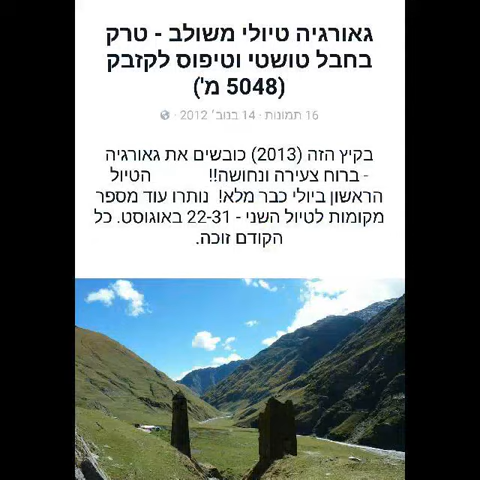 גאורגיה טיולי משולב - טרק
בחבל טושטי וטיפוס לקזבק
(5048 מ')
16 תמונות · 14 בנוב׳ 2012 ·
בקיץ הזה (2013) כובשים את גאורגיה
- ברוח צעירה ונחושה!! הטיול
הראשון ביולי כבר מלא! נותרו עוד מספר
מקומות לטיול השני - 22-31 באוגוסט. כל
הקודם זוכה.